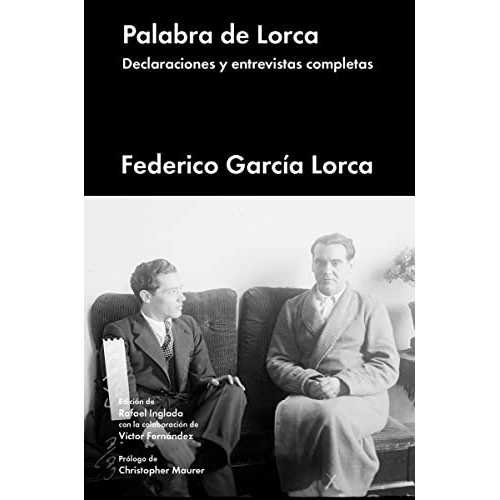 Palabra de Lorca
Declaraciones y entrevistas completas
Federico García Lorca
Edición de
Rafael Inglada
con la colaboración de
Víctor Fernández
Prólogo de
Christopher Maurer